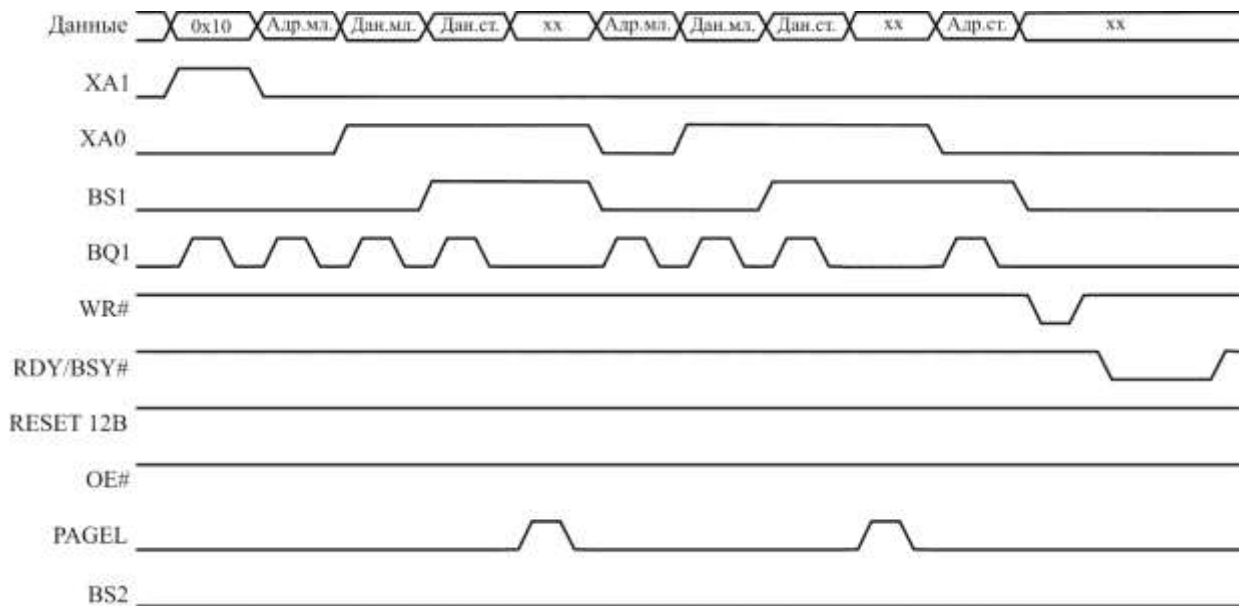 Данные 0x10 Адр.мл. Дан.мл. Дан.ст. xx Адр.мл. Дан.мл. Дан.ст. xx Адр.ст. xx
XA1
XA0
BS1
BQ1
WR#
RDY/BSY#
RESET 12В
OE#
PAGEL
BS2